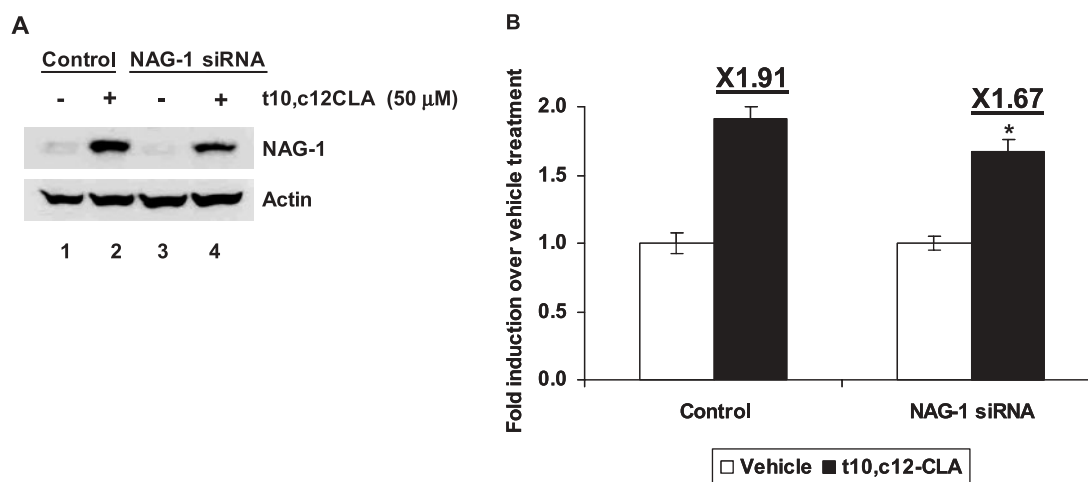 A
Control NAG-1 siRNA
- + - + t10,c12CLA (50 µM)
NAG-1
Actin
1 2 3 4
B
Fold induction over vehicle treatment
2.0
1.5
1.0
0.5
0.0
X1.91
X1.67
*
Control NAG-1 siRNA
Vehicle t10,c12-CLA